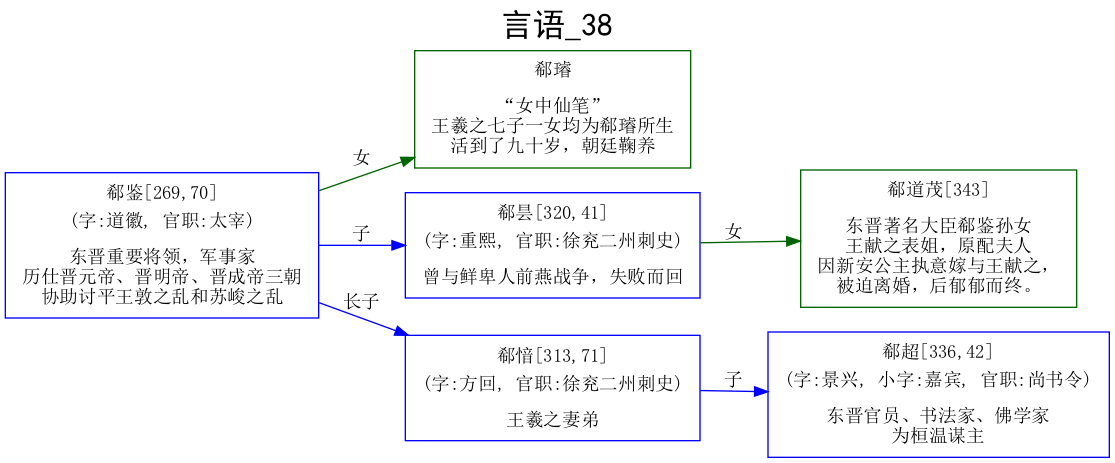 言语_38
郗璿
“女中仙笔”
王羲之七子一女均为郗璿所生
活到了九十岁，朝廷鞠养
女
郗鉴[269,70]
(字:道徽, 官职:太宰)
东晋重要将领，军事家
历仕晋元帝、晋明帝、晋成帝三朝
协助讨平王敦之乱和苏峻之乱
子
郗昙[320,41]
(字:重熙, 官职:徐兖二州刺史)
曾与鲜卑人前燕战争，失败而回
女
郗道茂[343]
东晋著名大臣郗鉴孙女
王献之表姐，原配夫人
因新安公主执意嫁与王献之，
被迫离婚，后郁郁而终。
长子
郗愔[313,71]
(字:方回, 官职:徐兖二州刺史)
王羲之妻弟
子
郗超[336,42]
(字:景兴, 小字:嘉宾, 官职:尚书令)
东晋官员、书法家、佛学家
为桓温谋主